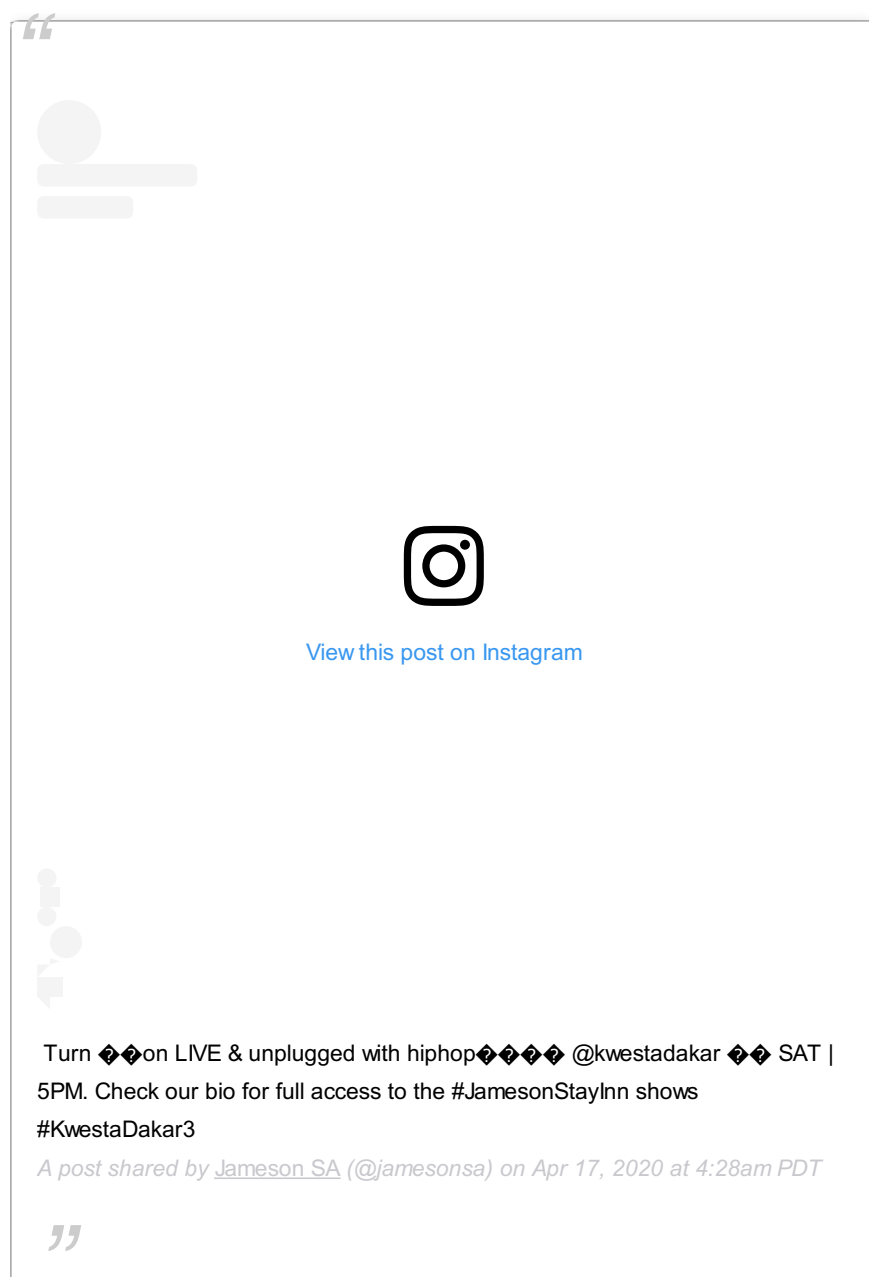 “
View this post on Instagram
Turn ��on LIVE & unplugged with hiphop���� @kwestadakar �� SAT |
5PM. Check our bio for full access to the #JamesonStayInn shows
#KwestaDakar3
A post shared by Jameson SA (@jamesonsa) on Apr 17, 2020 at 4:28am PDT
”